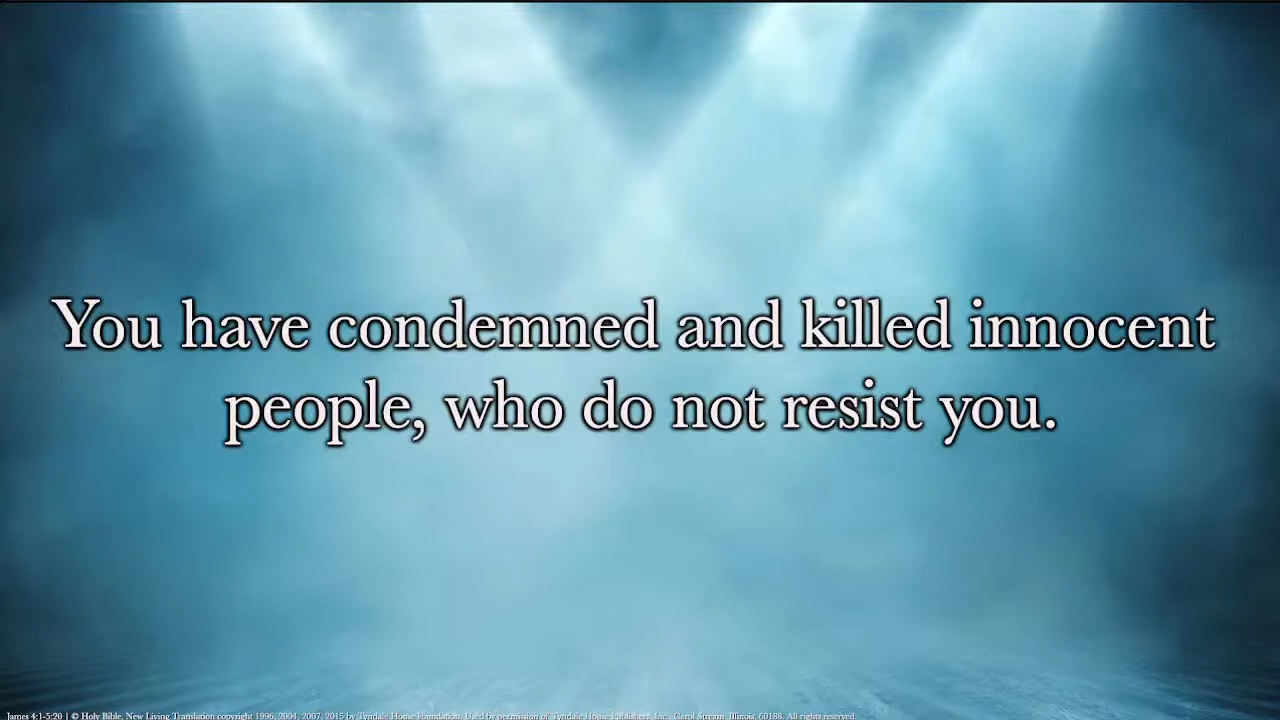 You have condemned and killed innocent
people, who do not resist you.
James 4:1-5:20 | © Holy Bible, New Living Translation copyright 1996, 2004, 2007, 2015 by Tyndale House Foundation. Used by permission of Tyndale House Publishers, Inc., Carol Stream, Illinois, 60188. All rights reserved.